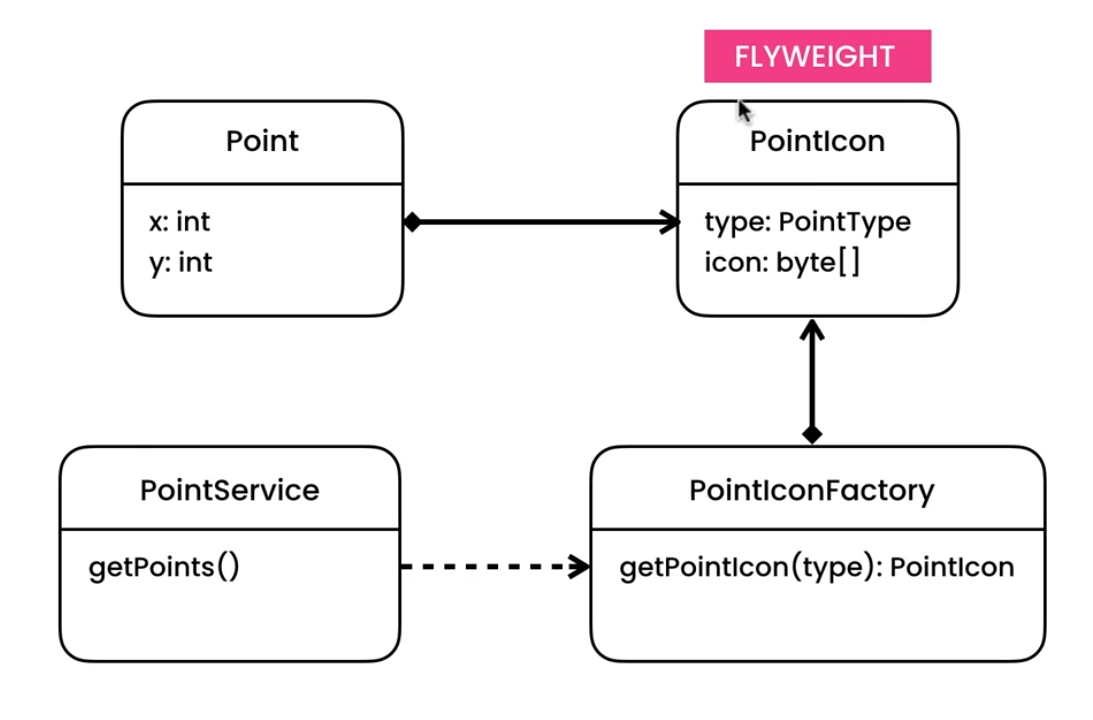 FLYWEIGHT
Point
x: int
y: int
PointIcon
type: PointType
icon: byte[]
PointService
getPoints()
PointIconFactory
getPointIcon(type): PointIcon